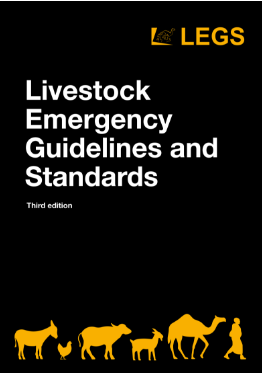 LEGS
Livestock
Emergency
Guidelines and
Standards
Third edition